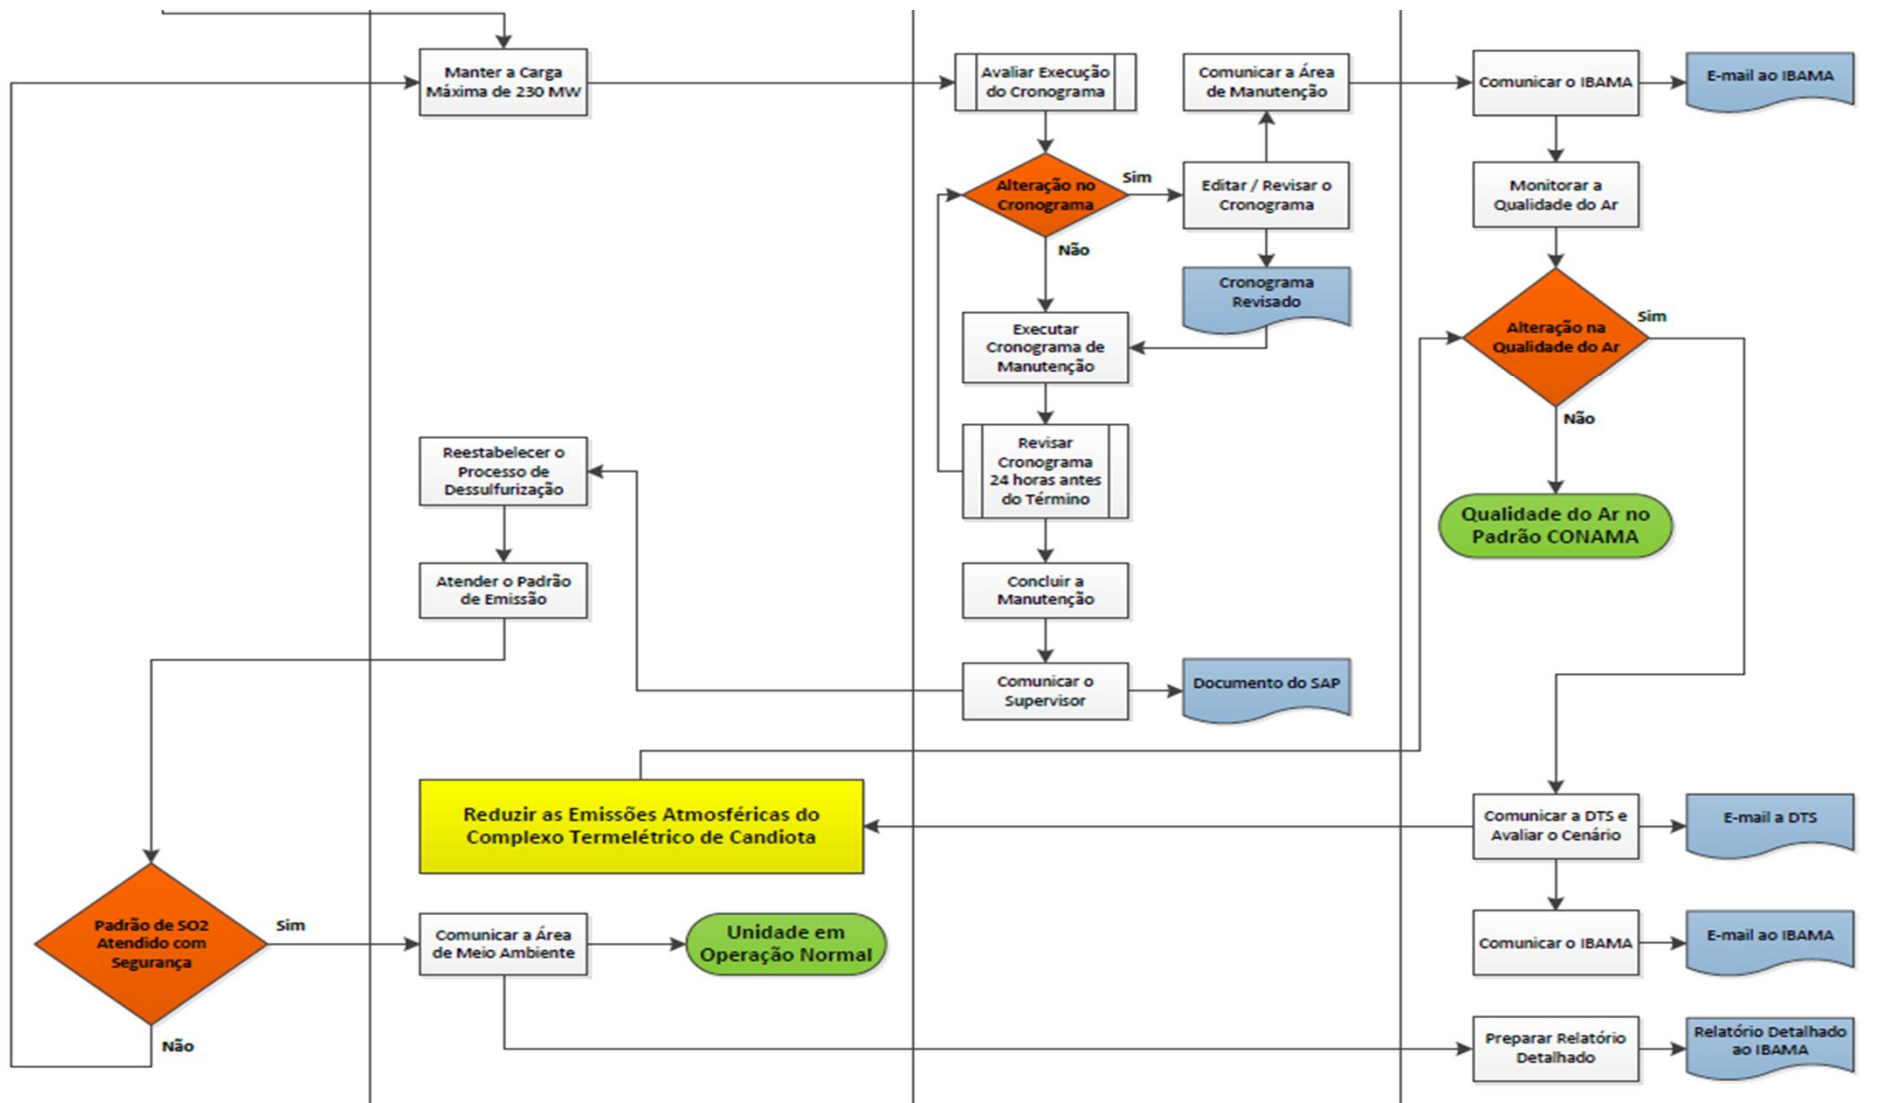 Manter a Carga
Máxima de 230 MW
Avaliar Execução
do Cronograma
Comunicar a Área
de Manutenção
Comunicar o IBAMA
E-mail ao IBAMA
Alteração no
Cronograma
Sim
Não
Editar / Revisar o
Cronograma
Monitorar a
Qualidade do Ar
Cronograma
Revisado
Executar
Cronograma de
Manutenção
Alteração na
Qualidade do Ar
Sim
Não
Reestabelecer o
Processo de
Dessulfurização
Revisar
Cronograma
24 horas antes
do Término
Qualidade do Ar no
Padrão CONAMA
Atender o Padrão
de Emissão
Concluir a
Manutenção
Comunicar o
Supervisor
Documento do SAP
Reduzir as Emissões Atmosféricas do
Complexo Termelétrico de Candiota
Comunicar a DTS e
Avaliar o Cenário
E-mail a DTS
Padrão de SO2
Atendido com
Segurança
Sim
Não
Comunicar a Área
de Meio Ambiente
Unidade em
Operação Normal
Comunicar o IBAMA
E-mail ao IBAMA
Preparar Relatório
Detalhado
Relatório Detalhado
ao IBAMA